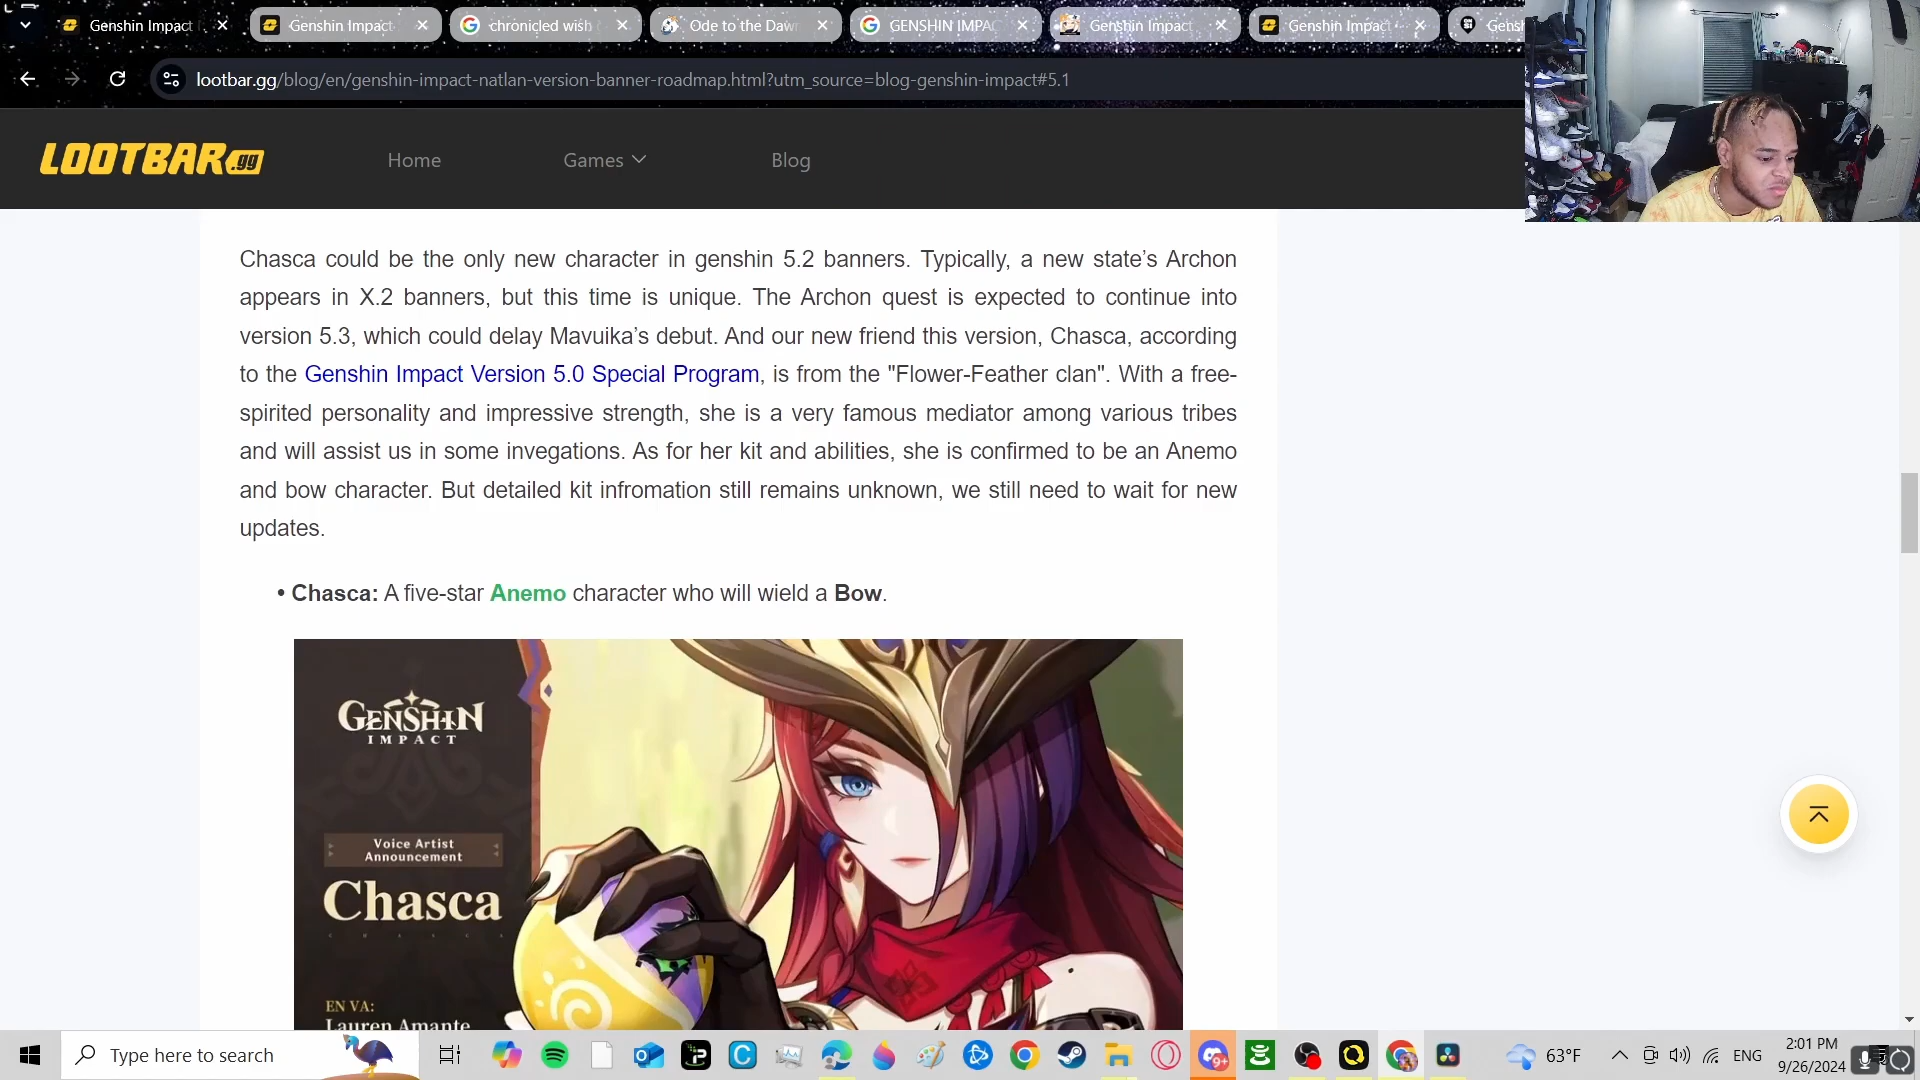 Genshin Impact
Genshin Impact
chronicled wish
Ode to the Dawn
GENSHIN IMPAC
Genshin Impact
Genshin Impact
Gensh
lootbar.gg/blog/en/genshin-impact-natlan-version-banner-roadmap.html?utm_source=blog-genshin-impact#5.1
LOOTBAR.gg
Home
Games
Blog
Chasca could be the only new character in genshin 5.2 banners. Typically, a new state’s Archon
appears in X.2 banners, but this time is unique. The Archon quest is expected to continue into
version 5.3, which could delay Mavuika’s debut. And our new friend this version, Chasca, according
to the Genshin Impact Version 5.0 Special Program, is from the "Flower-Feather clan". With a free-
spirited personality and impressive strength, she is a very famous mediator among various tribes
and will assist us in some invegations. As for her kit and abilities, she is confirmed to be an Anemo
and bow character. But detailed kit infromation still remains unknown, we still need to wait for new
updates.
• Chasca: A five-star Anemo character who will wield a Bow.
GENSHIN
IMPACT
Voice Artist
Announcement
Chasca
CHASCA
EN VA:
Lauren Amante
Type here to search
9+
63°F
ENG
2:01 PM
9/26/2024